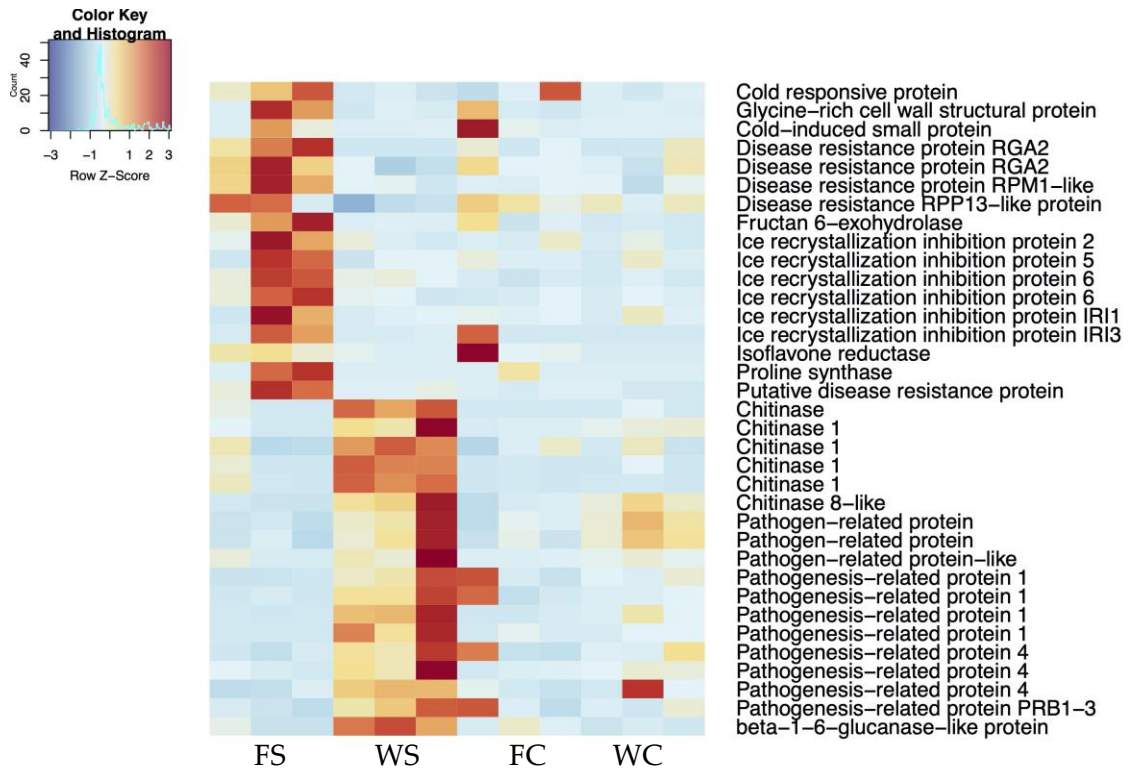 Color Key
and Histogram
Count
0 20 40
−3 −1 1 2 3
Row Z−Score
Cold responsive protein
Glycine−rich cell wall structural protein
Cold−induced small protein
Disease resistance protein RGA2
Disease resistance protein RGA2
Disease resistance protein RPM1−like
Disease resistance RPP13−like protein
Fructan 6−exohydrolase
Ice recrystallization inhibition protein 2
Ice recrystallization inhibition protein 5
Ice recrystallization inhibition protein 6
Ice recrystallization inhibition protein 6
Ice recrystallization inhibition protein IRI1
Ice recrystallization inhibition protein IRI3
Isoflavone reductase
Proline synthase
Putative disease resistance protein
Chitinase
Chitinase 1
Chitinase 1
Chitinase 1
Chitinase 1
Chitinase 8−like
Pathogen−related protein
Pathogen−related protein
Pathogen−related protein−like
Pathogenesis−related protein 1
Pathogenesis−related protein 1
Pathogenesis−related protein 1
Pathogenesis−related protein 1
Pathogenesis−related protein 4
Pathogenesis−related protein 4
Pathogenesis−related protein 4
Pathogenesis−related protein PRB1−3
beta−1−6−glucanase−like protein
FS WS FC WC